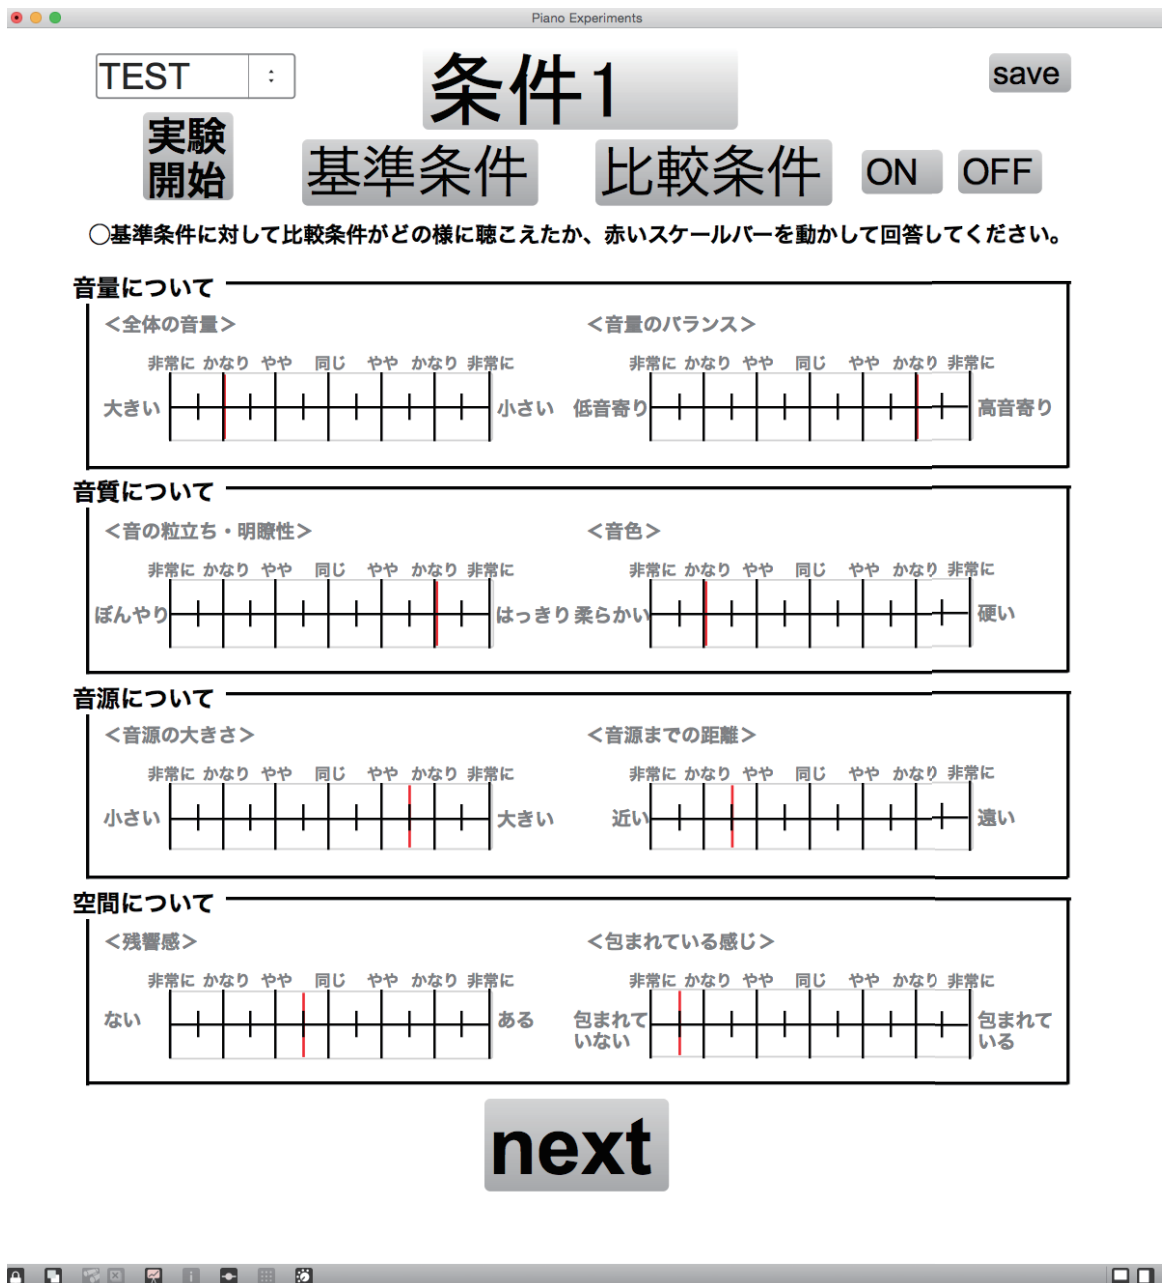 Piano Experiments
TEST
条件1
save
実験
開始
基準条件
比較条件
ON
OFF
○基準条件に対して比較条件がどの様に聴こえたか、赤いスケールバーを動かして回答してください。
音量について
＜全体の音量＞
＜音量のバランス＞
非常に かなり やや 同じ やや かなり 非常に
非常に かなり やや 同じ やや かなり 非常に
大きい
小さい
低音寄り
高音寄り
音質について
＜音の粒立ち・明瞭性＞
＜音色＞
非常に かなり やや 同じ やや かなり 非常に
非常に かなり やや 同じ やや かなり 非常に
ぼんやり
はっきり
柔らかい
硬い
音源について
＜音源の大きさ＞
＜音源までの距離＞
非常に かなり やや 同じ やや かなり 非常に
非常に かなり やや 同じ やや かなり 非常に
小さい
大きい
近い
遠い
空間について
＜残響感＞
＜包まれている感じ＞
非常に かなり やや 同じ やや かなり 非常に
非常に かなり やや 同じ やや かなり 非常に
ない
ある
包まれて
いない
包まれて
いる
next